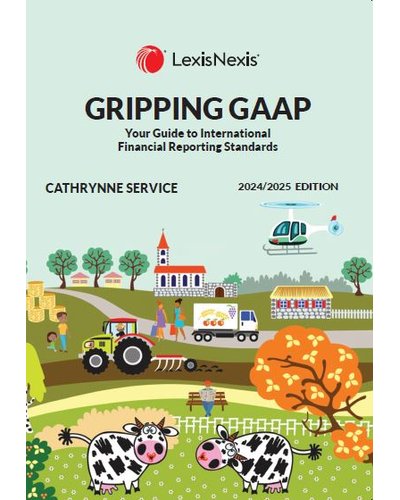 LexisNexis®
GRIPPING GAAP
Your Guide to International
Financial Reporting Standards
CATHRYNNE SERVICE
2024/2025 EDITION